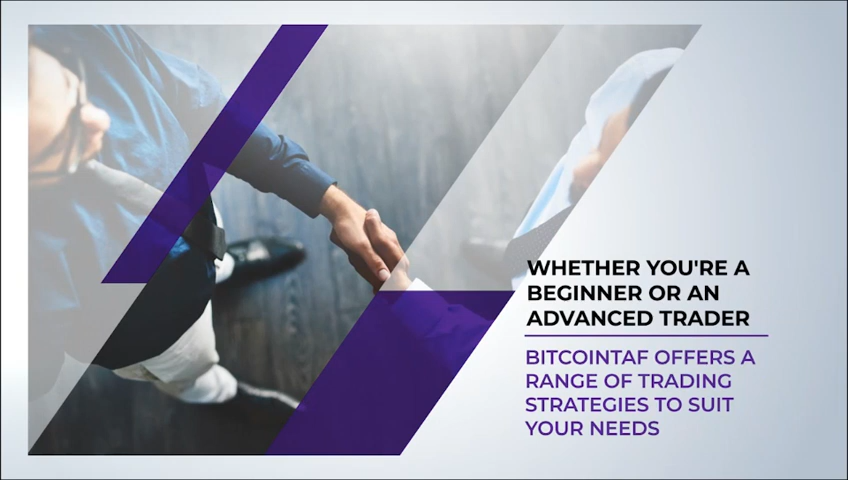 WHETHER YOU'RE A
BEGINNER OR AN
ADVANCED TRADER
BITCOINTAF OFFERS A
RANGE OF TRADING
STRATEGIES TO SUIT
YOUR NEEDS